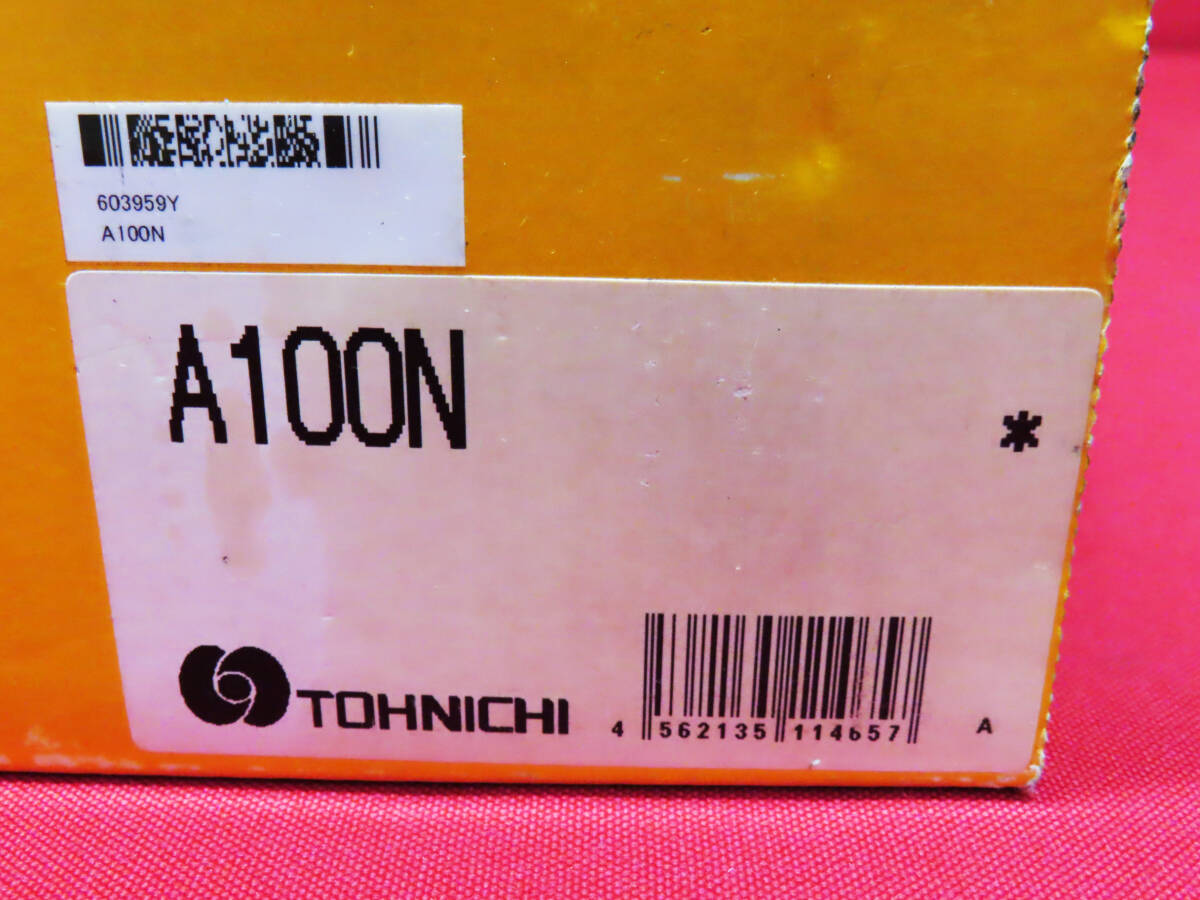 603959Y
A100N
A100N
*
TOHNICHI
4 562135 114657 A